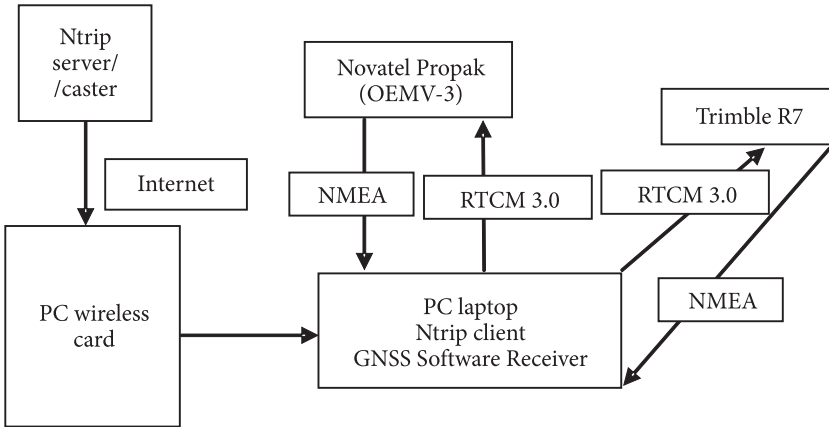 Ntrip
server/
/caster
Novatel Propak
(OEMV-3)
Trimble R7
Internet
NMEA
RTCM 3.0
RTCM 3.0
PC wireless
card
PC laptop
Ntrip client
GNSS Software Receiver
NMEA